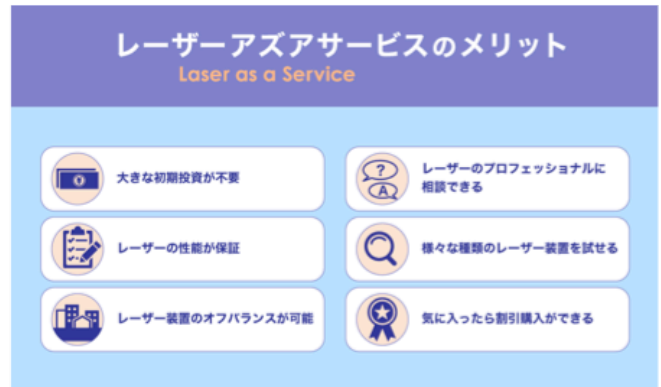 レーザーアズアサービスのメリット
Laser as a Service
大きな初期投資が不要
レーザーの性能が保証
レーザー装置のオフバランスが可能
?
A
レーザーのプロフェッショナルに
相談できる
様々な種類のレーザー装置を試せる
気に入ったら割引購入ができる